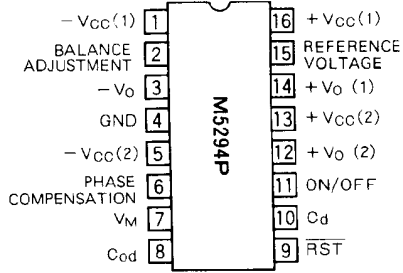 -VCC(1) 1
BALANCE
ADJUSTMENT 2
-VO 3
GND 4
-VCC(2) 5
PHASE
COMPENSATION 6
VM 7
Cod 8
M5294P
16 +VCC(1)
15 REFERENCE
VOLTAGE
14 +VO (1)
13 +VCC(2)
12 +VO (2)
11 ON/OFF
10 Cd
9 R̅S̅T̅